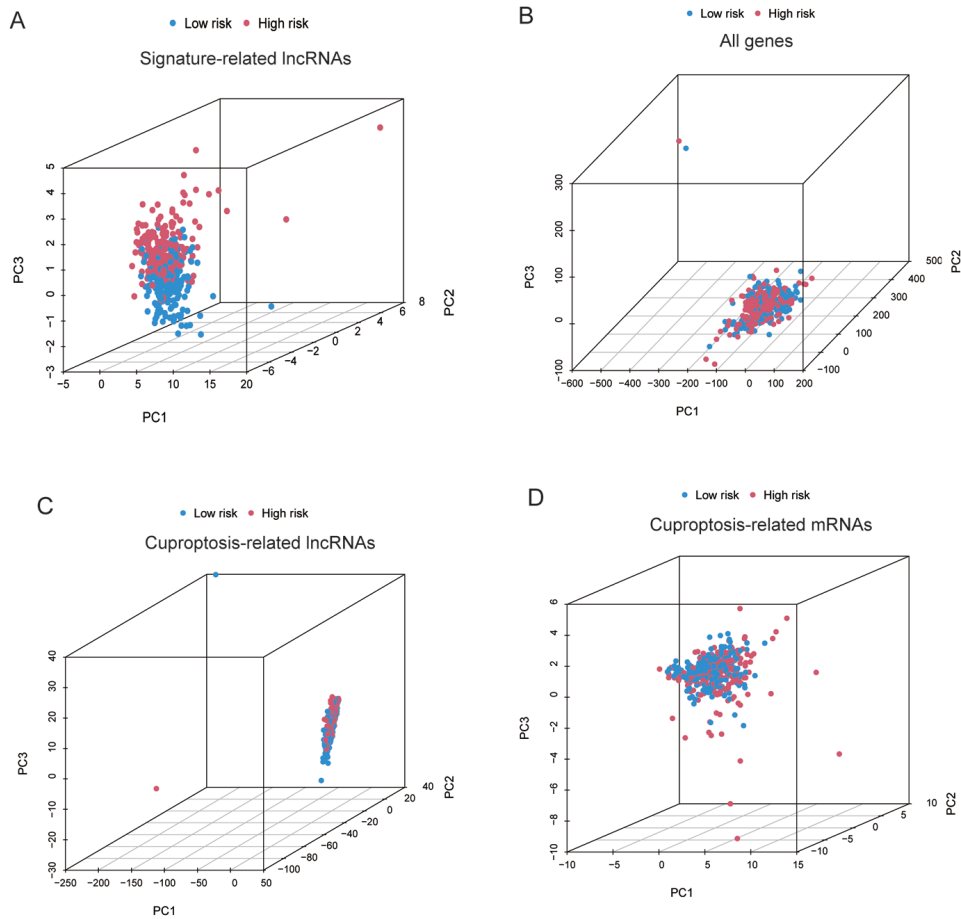 A
Low risk High risk
Signature-related lncRNAs
5
4
3
2
1
0
−1
−2
−3
PC3
−5 0 5 10 15 20
PC1
−6 −4 −2 0 2 4 6 8
PC2
B
Low risk High risk
All genes
300
200
100
0
−100
PC3
−600 −500 −400 −300 −200 −100 0 100 200
PC1
−100 0 100 200 300 400 500
PC2
C
Low risk High risk
Cuproptosis-related lncRNAs
40
30
20
10
0
−10
−20
−30
PC3
−250 −200 −150 −100 −50 0 50
PC1
−100 −80 −60 −40 −20 0 20 40
PC2
D
Low risk High risk
Cuproptosis-related mRNAs
6
4
2
0
−2
−4
−6
−8
−10
PC3
−10 −5 0 5 10 15
PC1
−10 −5 0 5 10
PC2